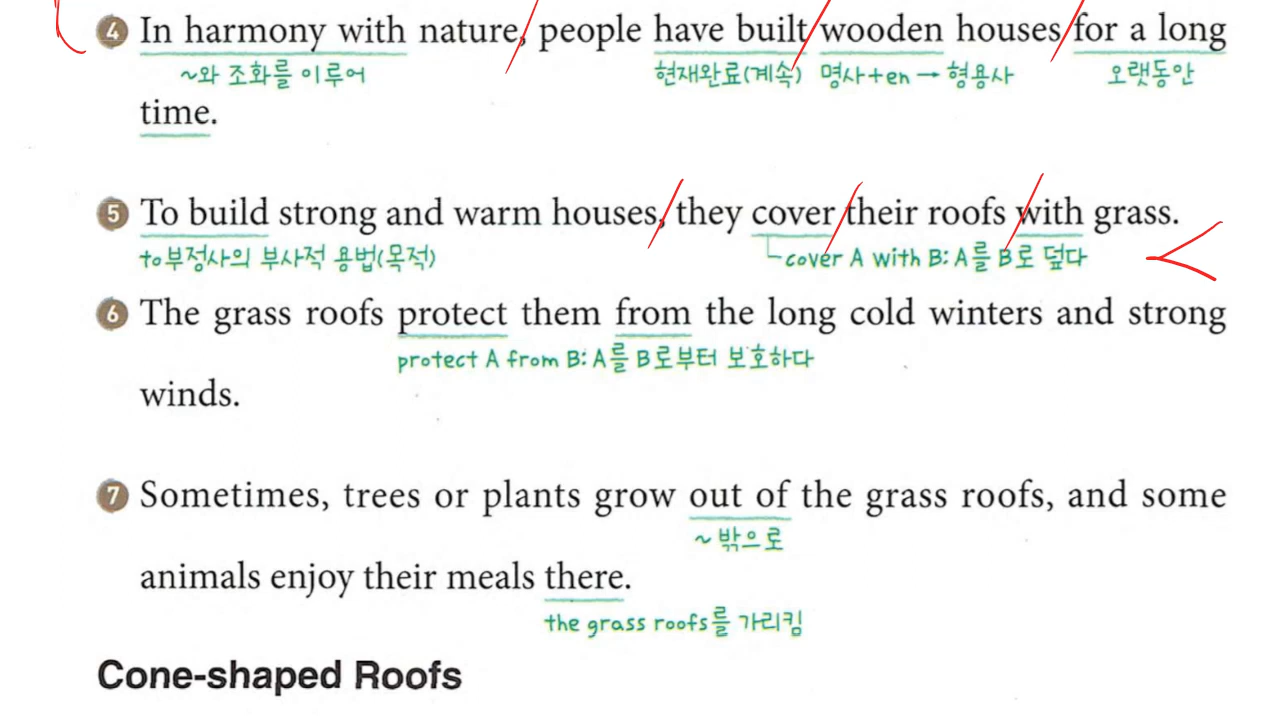 4 In harmony with nature, people have built wooden houses for a long
~와 조화를 이루어 현재완료(계속) 명사+en → 형용사 오랫동안
time.
5 To build strong and warm houses, they cover their roofs with grass.
to부정사의 부사적 용법(목적) cover A with B: A를 B로 덮다
6 The grass roofs protect them from the long cold winters and strong
protect A from B: A를 B로부터 보호하다
winds.
7 Sometimes, trees or plants grow out of the grass roofs, and some
~ 밖으로
animals enjoy their meals there.
the grass roofs를 가리킴
Cone-shaped Roofs